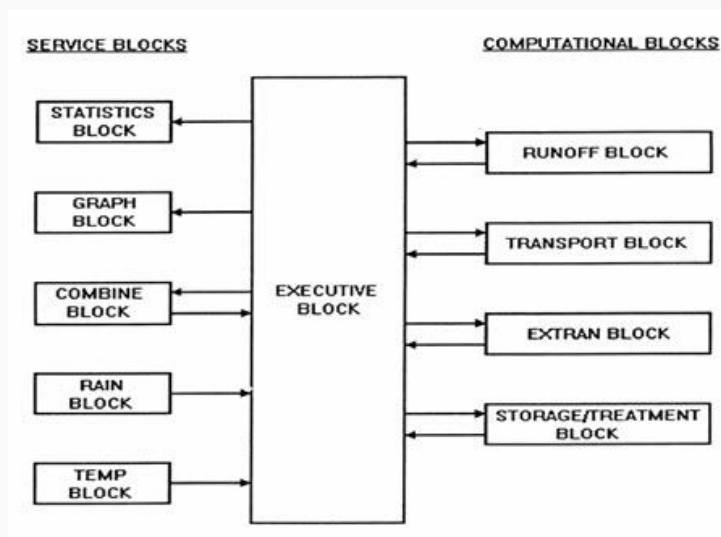 SERVICE BLOCKS
COMPUTATIONAL BLOCKS
STATISTICS
BLOCK
GRAPH
BLOCK
COMBINE
BLOCK
RAIN
BLOCK
TEMP
BLOCK
EXECUTIVE
BLOCK
RUNOFF BLOCK
TRANSPORT BLOCK
EXTRAN BLOCK
STORAGE/TREATMENT
BLOCK